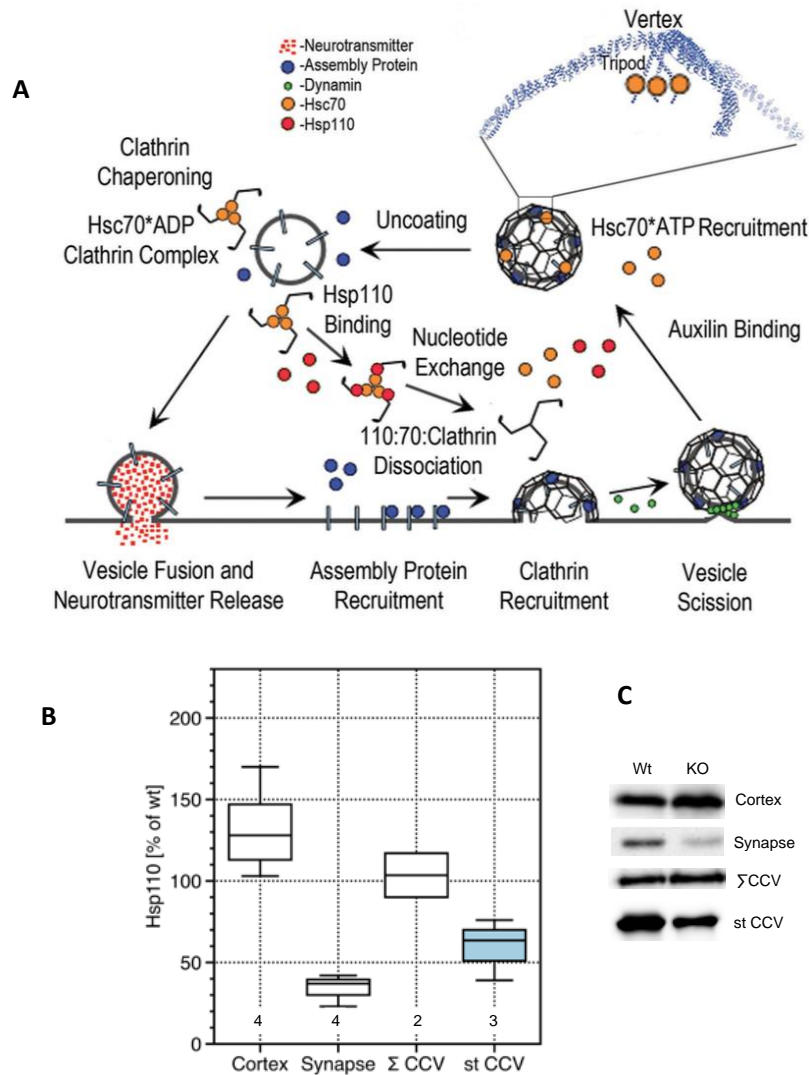 A
-Neurotransmitter
-Assembly Protein
-Dynamin
-Hsc70
-Hsp110
Vertex
Tripod
Clathrin
Chaperoning
Hsc70*ADP
Clathrin Complex
Uncoating
Hsc70*ATP Recruitment
Hsp110
Binding
Nucleotide
Exchange
Auxilin Binding
110:70:Clathrin
Dissociation
Vesicle Fusion and
Neurotransmitter Release
Assembly Protein
Recruitment
Clathrin
Recruitment
Vesicle
Scission
B
Hsp110 [% of wt]
200
150
100
50
0
4
4
2
3
Cortex
Synapse
Σ CCV
st CCV
C
Wt KO
Cortex
Synapse
∑CCV
st CCV